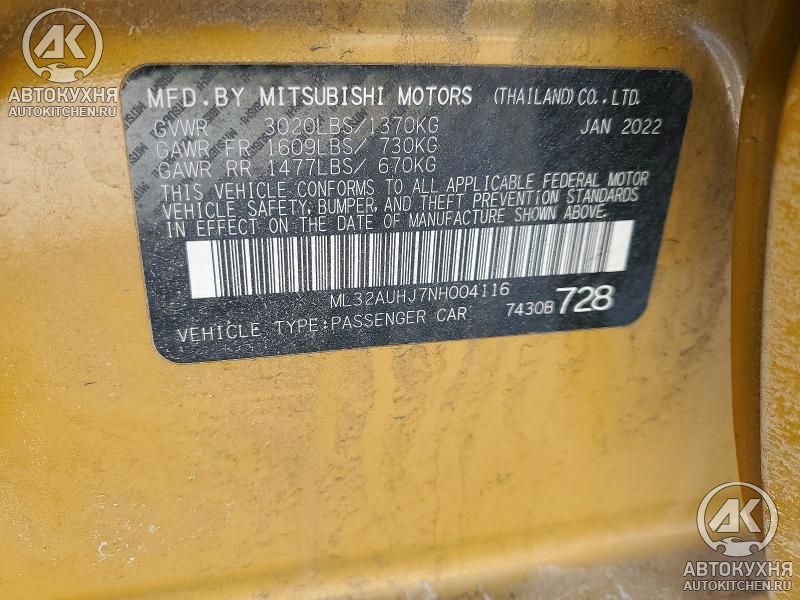 AK
АВТОКУХНЯ
AUTOKITCHEN.RU
MFD.BY MITSUBISHI MOTORS (THAILAND)CO.,LTD.
GVWR 3020LBS/1370KG JAN 2022
GAWR FR 1609LBS/ 730KG
GAWR RR 1477LBS/ 670KG
THIS VEHICLE CONFORMS TO ALL APPLICABLE FEDERAL MOTOR
VEHICLE SAFETY, BUMPER, AND THEFT PREVENTION STANDARDS
IN EFFECT ON THE DATE OF MANUFACTURE SHOWN ABOVE.
ML32AUHJ7NH004116
VEHICLE TYPE:PASSENGER CAR 7430B 728
AK
АВТОКУХНЯ
AUTOKITCHEN.RU